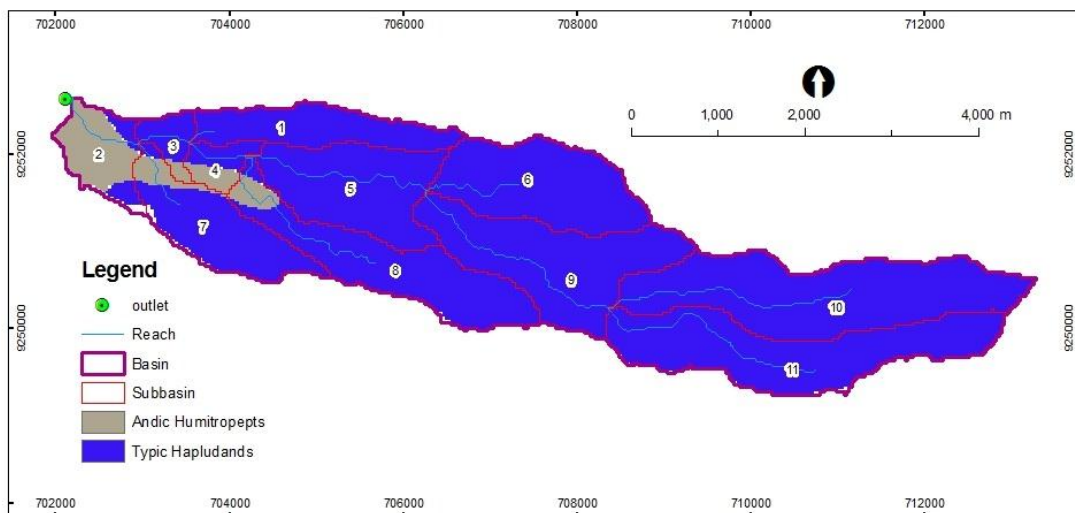 702000 704000 706000 708000 710000 712000
0 1,000 2,000 4,000 m
9252000 9252000
1
3
2
4
6
5
7
8
9
10
11
9250000 9250000
Legend
outlet
Reach
Basin
Subbasin
Andic Humitropepts
Typic Hapludands
702000 704000 706000 708000 710000 712000